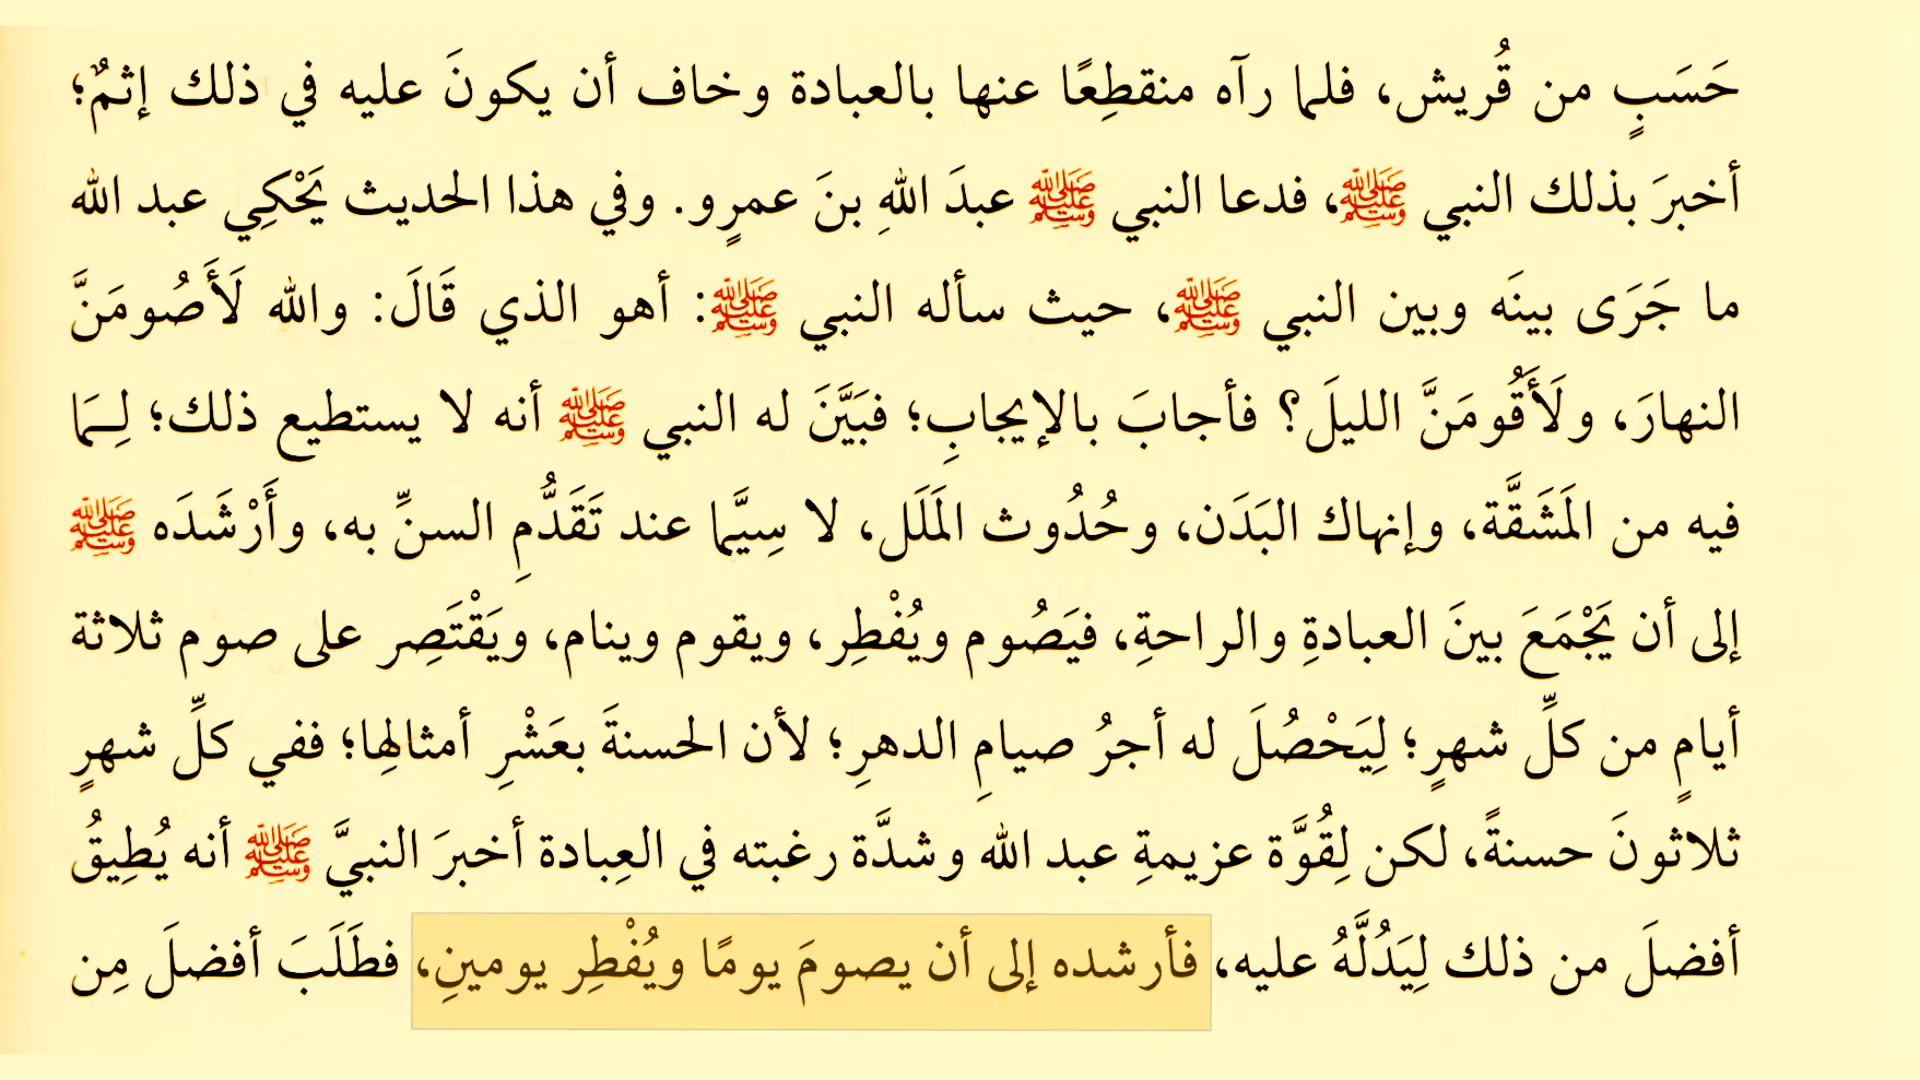 حَسَبٍ من قُريش، فلما رآه منقطِعًا عنها بالعبادة وخاف أن يكونَ عليه في ذلك إثمٌ؛
أخبرَ بذلك النبي ﷺ، فدعا النبي ﷺ عبدَ اللهِ بنَ عمرٍو. وفي هذا الحديث يَحْكِي عبد الله
ما جَرَى بينَه وبين النبي ﷺ، حيث سأله النبي ﷺ: أهو الذي قَالَ: والله لَأَصُومَنَّ
النهارَ، ولَأَقُومَنَّ الليلَ؟ فأجابَ بالإيجابِ؛ فبَيَّنَ له النبي ﷺ أنه لا يستطيع ذلك؛ لِـمَا
فيه من المَشَقَّة، وإنهاك البَدَن، وحُدُوث المَلَل، لا سِيَّما عند تَقَدُّمِ السنِّ به، وأَرْشَدَه ﷺ
إلى أن يَجْمَعَ بينَ العبادةِ والراحةِ، فيَصُوم ويُفْطِر، ويقوم وينام، ويَقْتَصِر على صوم ثلاثة
أيامٍ من كلِّ شهرٍ؛ لِيَحْصُلَ له أجرُ صيامِ الدهرِ؛ لأن الحسنةَ بعَشْرِ أمثالِها؛ ففي كلِّ شهرٍ
ثلاثونَ حسنةً، لكن لِقُوَّة عزيمةِ عبد الله وشدَّة رغبته في العِبادة أخبرَ النبيَّ ﷺ أنه يُطِيقُ
أفضلَ من ذلك لِيَدُلَّهُ عليه، فأرشده إلى أن يصومَ يومًا ويُفْطِر يومينِ، فطَلَبَ أفضلَ مِن